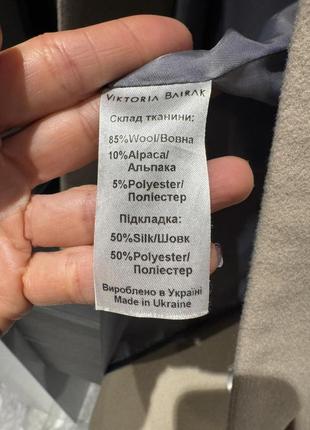 VIKTORIA BAIRAK
Склад тканини:
85%Wool/Вовна
10%Alpaca/
Альпака
5%Polyester/
Поліестер
Підкладка:
50%Silk/Шовк
50%Polyester/
Поліестер
Вироблено в Україні
Made in Ukraine